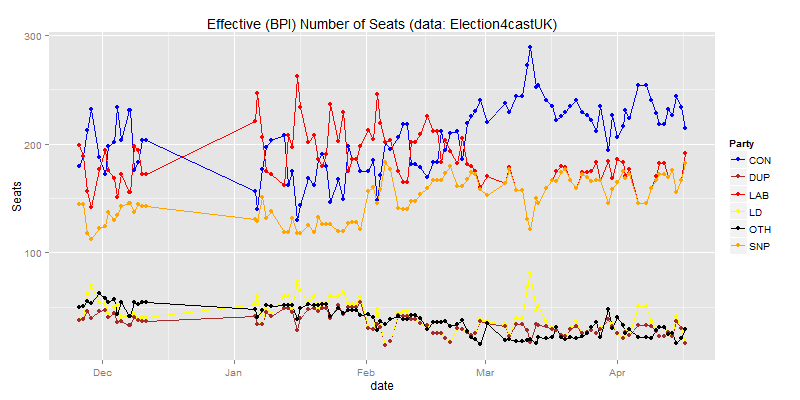 Effective (BPI) Number of Seats (data: Election4castUK)
300
200
100
Seats
Dec
Jan
Feb
Mar
Apr
date
Party
CON
DUP
LAB
LD
OTH
SNP